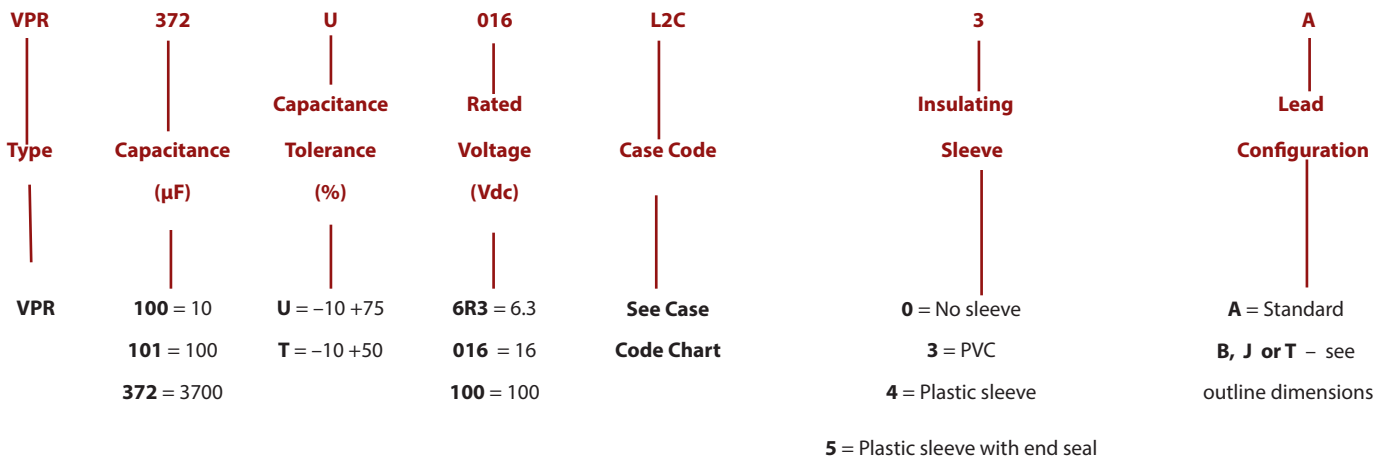 VPR 372 U 016 L2C 3 A
Capacitance Rated Insulating Lead
Type Capacitance Tolerance Voltage Case Code Sleeve Configuration
(µF) (%) (Vdc)
VPR 100 = 10 U = –10 +75 6R3 = 6.3 See Case 0 = No sleeve A = Standard
101 = 100 T = –10 +50 016 = 16 Code Chart 3 = PVC B, J or T – see
372 = 3700 100 = 100 4 = Plastic sleeve outline dimensions
5 = Plastic sleeve with end seal